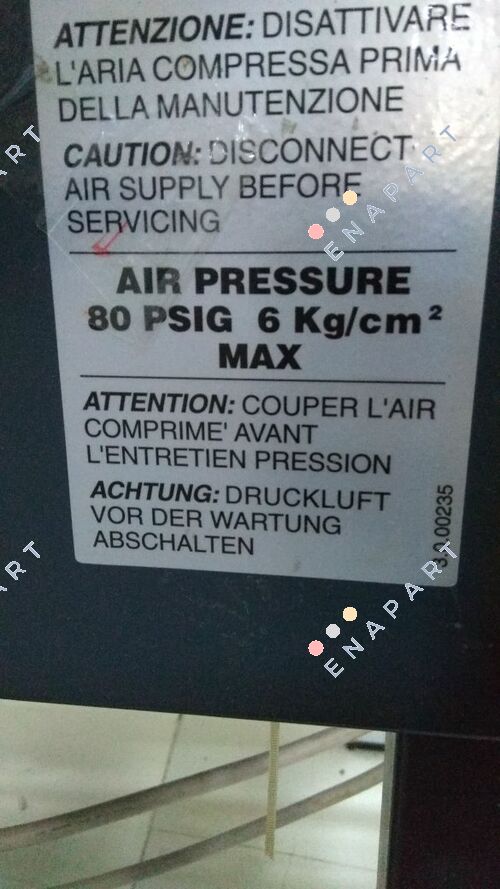 ATTENZIONE: DISATTIVARE
L'ARIA COMPRESSA PRIMA
DELLA MANUTENZIONE
CAUTION: DISCONNECT
AIR SUPPLY BEFORE
SERVICING
AIR PRESSURE
80 PSIG 6 Kg/cm²
MAX
ATTENTION: COUPER L'AIR
COMPRIME' AVANT
L'ENTRETIEN PRESSION
ACHTUNG: DRUCKLUFT
VOR DER WARTUNG
ABSCHALTEN
ENAPART
ENAPART